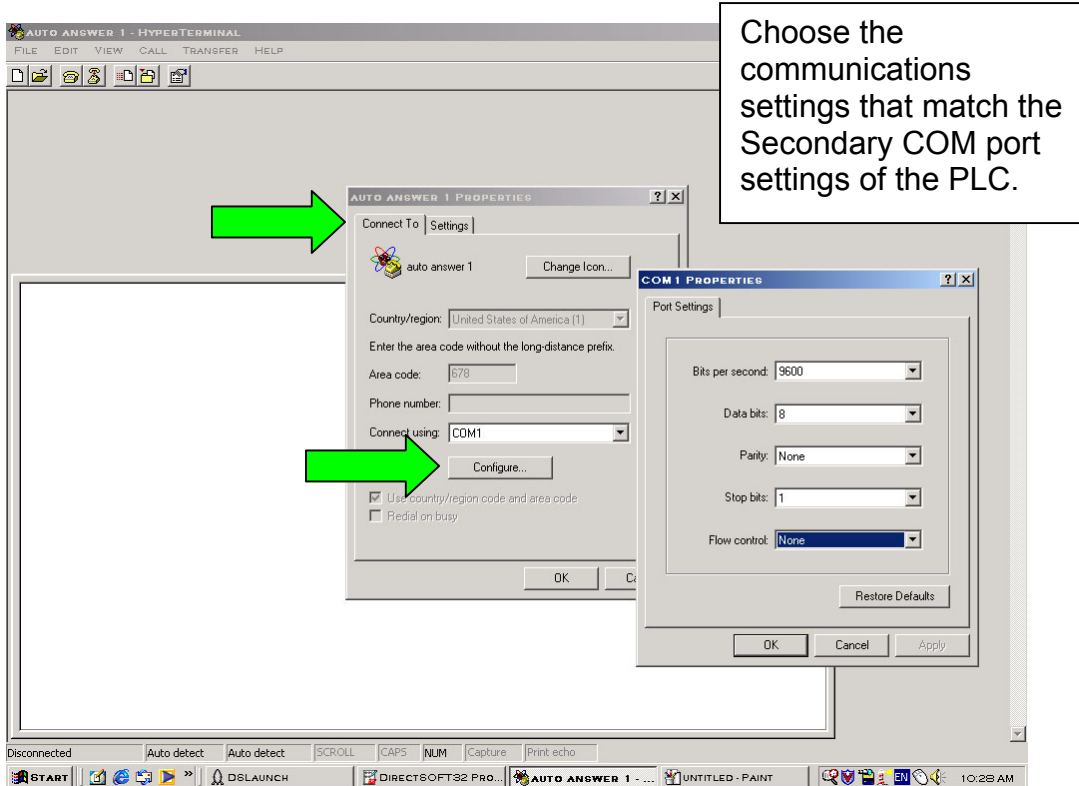 AUTO ANSWER 1 - HYPERTERMINAL
FILE EDIT VIEW CALL TRANSFER HELP
Choose the
communications
settings that match the
Secondary COM port
settings of the PLC.
AUTO ANSWER 1 PROPERTIES
Connect To Settings
auto answer 1 Change Icon...
Country/region: United States of America (1)
Enter the area code without the long-distance prefix.
Area code: 678
Phone number:
Connect using: COM1
Configure...
Use country/region code and area code
Redial on busy
OK
COM1 PROPERTIES
Port Settings
Bits per second: 9600
Data bits: 8
Parity: None
Stop bits: 1
Flow control: None
Restore Defaults
OK Cancel Apply
Disconnected Auto detect Auto detect SCROLL CAPS NUM Capture Print echo
START » DSLAUNCH DIRECTSOFT32 PRO... AUTO ANSWER 1 - ... UNTITLED - PAINT EN 10:28 AM